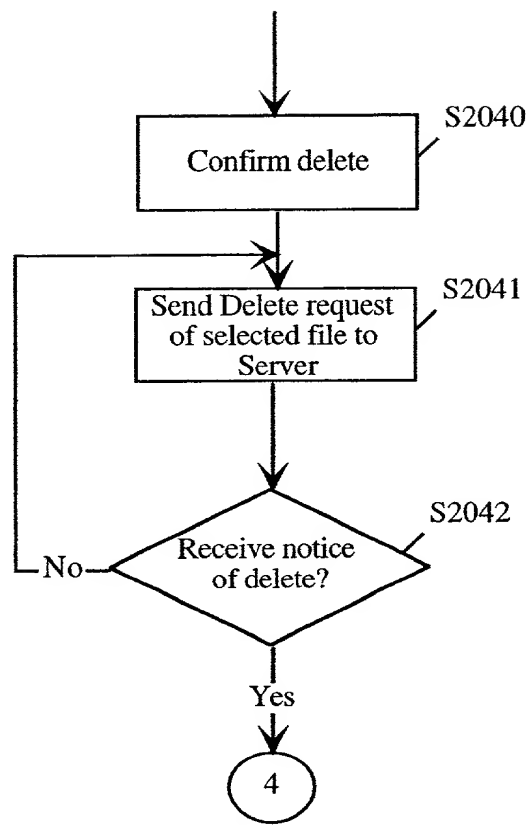 S2040
Confirm delete
S2041
Send Delete request
of selected file to
Server
S2042
Receive notice
of delete?
No
Yes
4